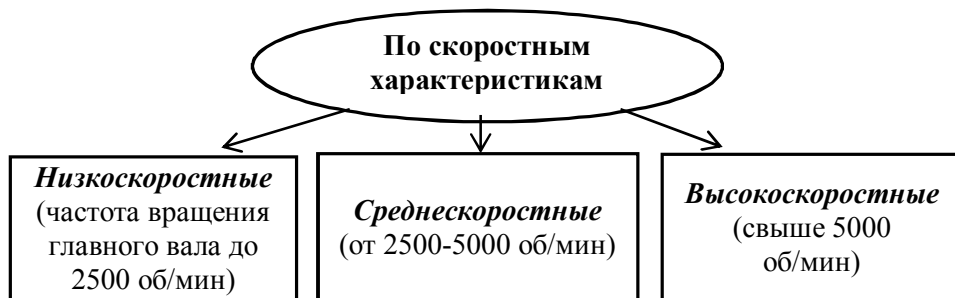 По скоростным
характеристикам
Низкоскоростные
(частота вращения
главного вала до
2500 об/мин)
Среднескоростные
(от 2500-5000 об/мин)
Высокоскоростные
(свыше 5000
об/мин)